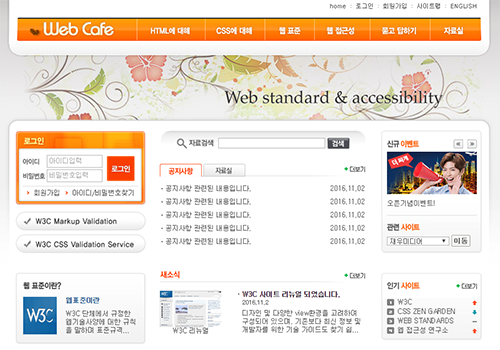 home : 로그인 : 회원가입 : 사이트맵 : ENGLISH
Web Cafe
HTML에 대해 CSS에 대해 웹 표준 웹 접근성 묻고 답하기 자료실
Web standard & accessibility
로그인
아이디 아이디입력
비밀번호 비밀번호입력
로그인
회원가입 아이디/비밀번호찾기
W3C Markup Validation
W3C CSS Validation Service
자료검색 검색
공지사항 자료실 더보기
· 공지사항 관련된 내용입니다. 2016.11.02
· 공지사항 관련된 내용입니다. 2016.11.02
· 공지사항 관련된 내용입니다. 2016.11.02
· 공지사항 관련된 내용입니다. 2016.11.02
· 공지사항 관련된 내용입니다. 2016.11.02
신규 이벤트
오픈기념이벤트!
관련 사이트
재우미디어 이동
웹 표준이란?
W3C
웹표준이란
W3C 단체에서 규정한
웹기술사양에 대한 규칙
을 말하며 표준규격...
새소식 더보기
W3C 리뉴얼
· W3C 사이트 리뉴얼 되었습니다.
2016.11.2
디자인 및 다양한 view환경을 고려하여
구성되어 있으며, 기존보다 최신 정보 및
개발자를 위한 기술 가이드도 찾기 쉽...
인기 사이트 더보기
1 W3C
2 CSS ZEN GARDEN
3 WEB STANDARDS
4 웹 접근성 연구소